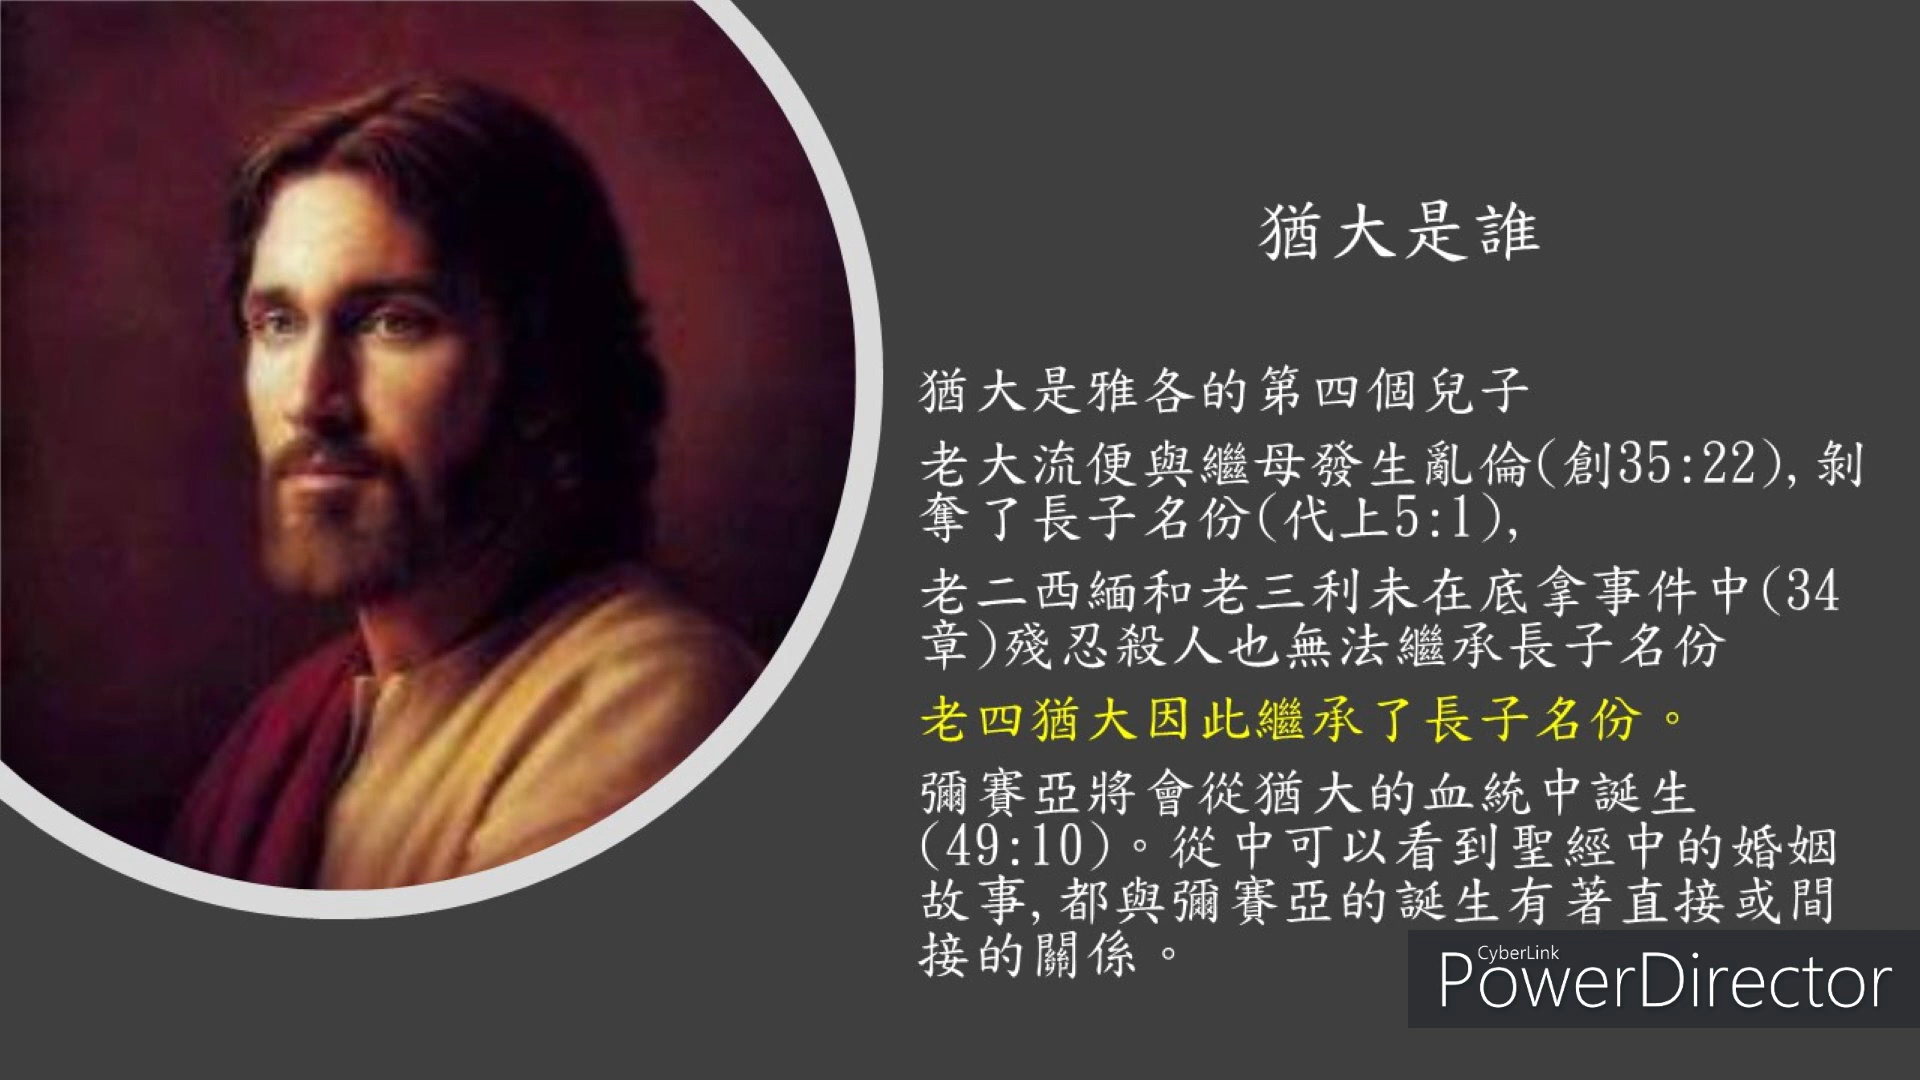 猶大是誰
猶大是雅各的第四個兒子
老大流便與繼母發生亂倫(創35:22),剝
奪了長子名份(代上5:1),
老二西緬和老三利未在底拿事件中(34
章)殘忍殺人也無法繼承長子名份
老四猶大因此繼承了長子名份。
彌賽亞將會從猶大的血統中誕生
(49:10)。從中可以看到聖經中的婚姻
故事,都與彌賽亞的誕生有著直接或間
接的關係。
CyberLink
PowerDirector